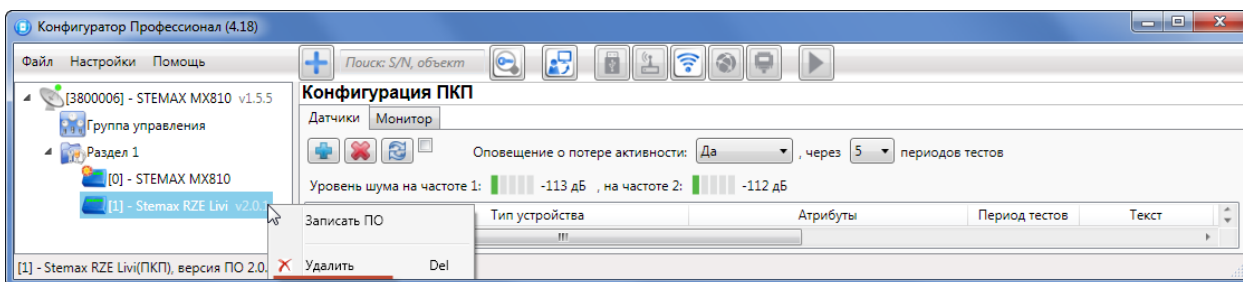 Конфигуратор Профессионал (4.18)
Файл Настройки Помощь
Поиск: S/N, объект
[3800006] - STEMAX MX810 v1.5.5
Группа управления
Раздел 1
[0] - STEMAX MX810
[1] - Stemax RZE Livi v2.0.1
Конфигурация ПКП
Датчики Монитор
Оповещение о потере активности: Да , через 5 периодов тестов
Уровень шума на частоте 1: -113 дБ , на частоте 2: -112 дБ
Тип устройства Атрибуты Период тестов Текст
Записать ПО
Удалить Del
[1] - Stemax RZE Livi(ПКП), версия ПО 2.0.